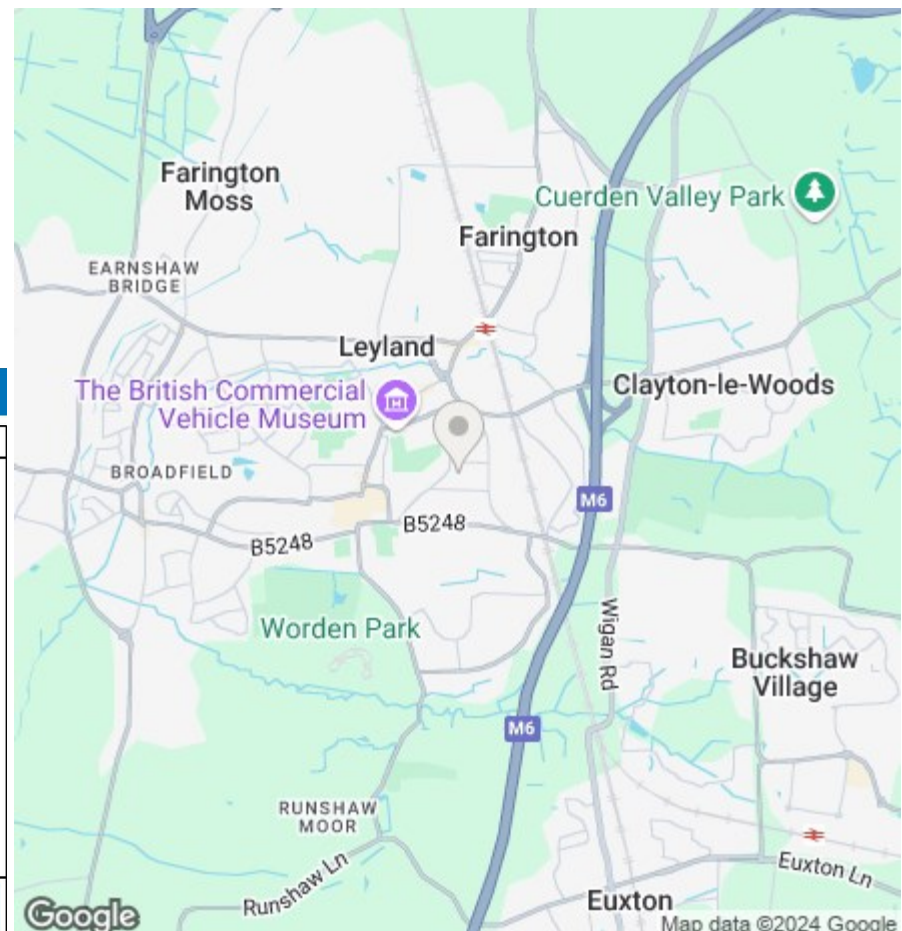 Farington
Moss
Cuerden Valley Park
Farington
EARNSHAW
BRIDGE
Leyland
The British Commercial
Vehicle Museum
Clayton-le-Woods
BROADFIELD
M6
B5248
B5248
Worden Park
Wigan Rd
Buckshaw
Village
M6
RUNSHAW
MOOR
Runshaw Ln
Euxton Ln
Euxton
Google
Map data ©2024 Google